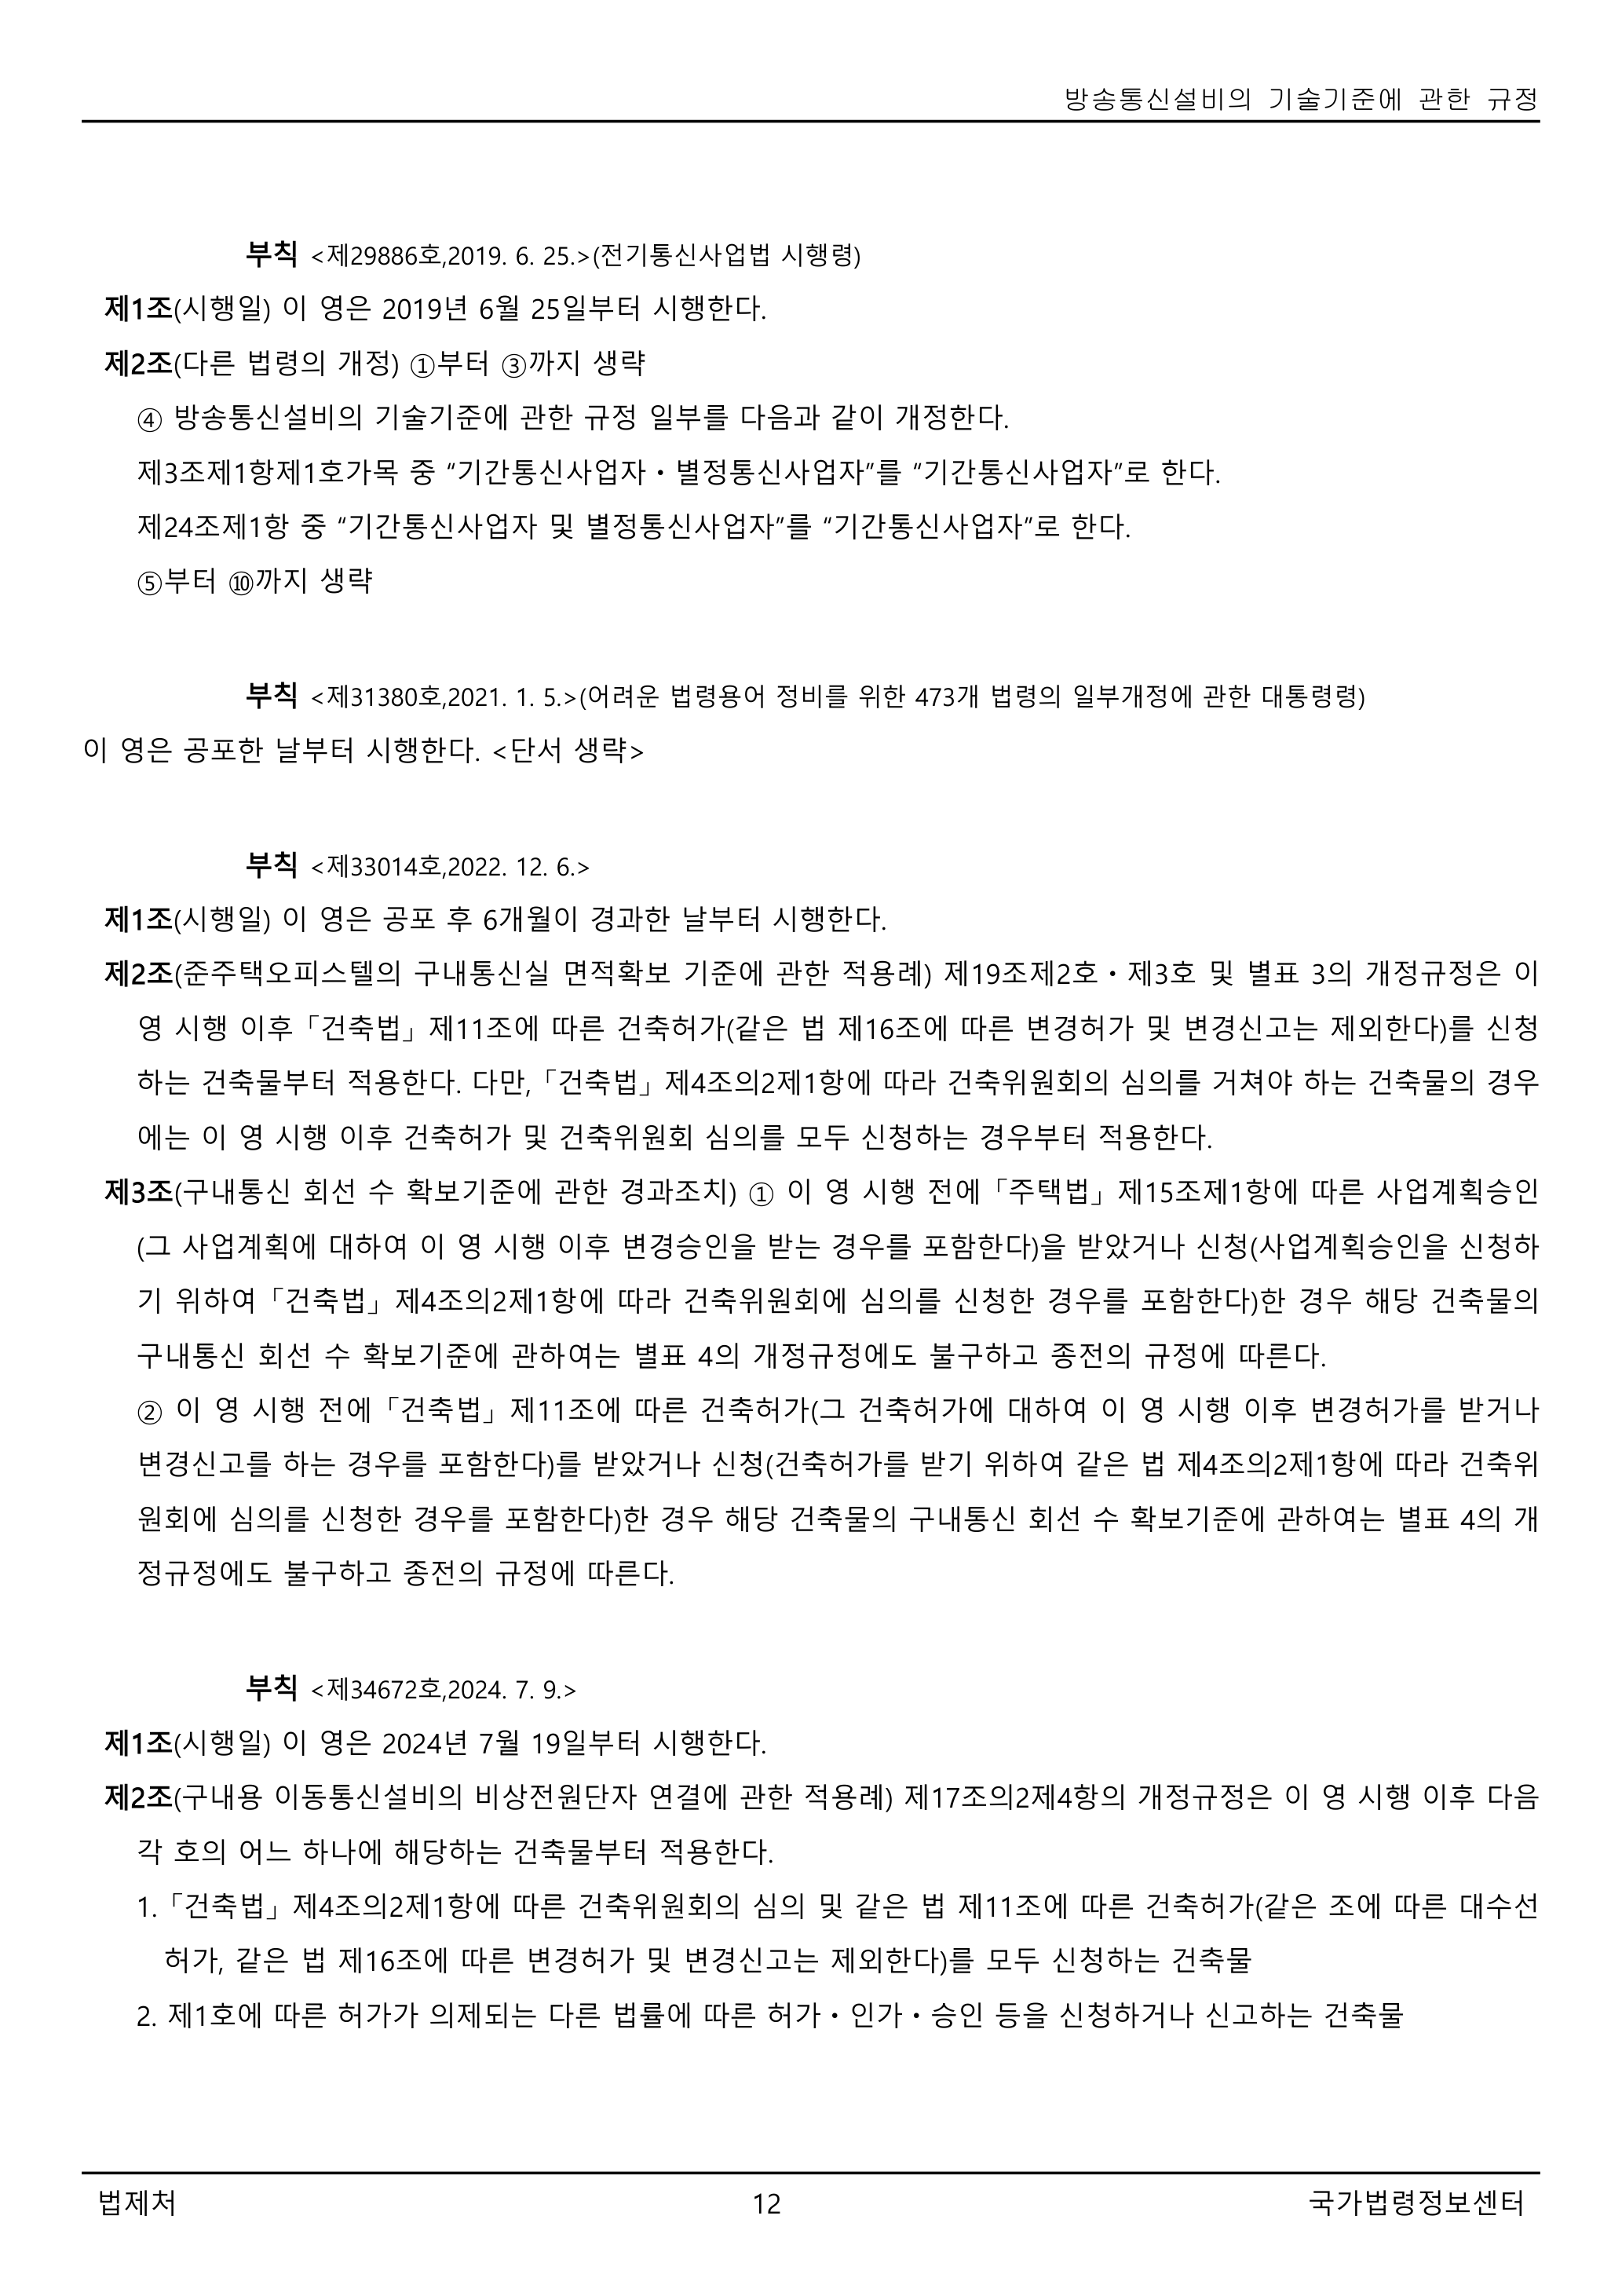 방송통신설비의 기술기준에 관한 규정
부칙 <제29886호,2019. 6. 25.>(전기통신사업법 시행령)
제1조(시행일) 이 영은 2019년 6월 25일부터 시행한다.
제2조(다른 법령의 개정) ①부터 ③까지 생략
④ 방송통신설비의 기술기준에 관한 규정 일부를 다음과 같이 개정한다.
제3조제1항제1호가목 중 “기간통신사업자ㆍ별정통신사업자”를 “기간통신사업자”로 한다.
제24조제1항 중 “기간통신사업자 및 별정통신사업자”를 “기간통신사업자”로 한다.
⑤부터 ⑩까지 생략
부칙 <제31380호,2021. 1. 5.>(어려운 법령용어 정비를 위한 473개 법령의 일부개정에 관한 대통령령)
이 영은 공포한 날부터 시행한다. <단서 생략>
부칙 <제33014호,2022. 12. 6.>
제1조(시행일) 이 영은 공포 후 6개월이 경과한 날부터 시행한다.
제2조(준주택오피스텔의 구내통신실 면적확보 기준에 관한 적용례) 제19조제2호ㆍ제3호 및 별표 3의 개정규정은 이
영 시행 이후 「건축법」 제11조에 따른 건축허가(같은 법 제16조에 따른 변경허가 및 변경신고는 제외한다)를 신청
하는 건축물부터 적용한다. 다만, 「건축법」 제4조의2제1항에 따라 건축위원회의 심의를 거쳐야 하는 건축물의 경우
에는 이 영 시행 이후 건축허가 및 건축위원회 심의를 모두 신청하는 경우부터 적용한다.
제3조(구내통신 회선 수 확보기준에 관한 경과조치) ① 이 영 시행 전에 「주택법」 제15조제1항에 따른 사업계획승인
(그 사업계획에 대하여 이 영 시행 이후 변경승인을 받는 경우를 포함한다)을 받았거나 신청(사업계획승인을 신청하
기 위하여 「건축법」 제4조의2제1항에 따라 건축위원회에 심의를 신청한 경우를 포함한다)한 경우 해당 건축물의
구내통신 회선 수 확보기준에 관하여는 별표 4의 개정규정에도 불구하고 종전의 규정에 따른다.
② 이 영 시행 전에 「건축법」 제11조에 따른 건축허가(그 건축허가에 대하여 이 영 시행 이후 변경허가를 받거나
변경신고를 하는 경우를 포함한다)를 받았거나 신청(건축허가를 받기 위하여 같은 법 제4조의2제1항에 따라 건축위
원회에 심의를 신청한 경우를 포함한다)한 경우 해당 건축물의 구내통신 회선 수 확보기준에 관하여는 별표 4의 개
정규정에도 불구하고 종전의 규정에 따른다.
부칙 <제34672호,2024. 7. 9.>
제1조(시행일) 이 영은 2024년 7월 19일부터 시행한다.
제2조(구내용 이동통신설비의 비상전원단자 연결에 관한 적용례) 제17조의2제4항의 개정규정은 이 영 시행 이후 다음
각 호의 어느 하나에 해당하는 건축물부터 적용한다.
1. 「건축법」 제4조의2제1항에 따른 건축위원회의 심의 및 같은 법 제11조에 따른 건축허가(같은 조에 따른 대수선
허가, 같은 법 제16조에 따른 변경허가 및 변경신고는 제외한다)를 모두 신청하는 건축물
2. 제1호에 따른 허가가 의제되는 다른 법률에 따른 허가ㆍ인가ㆍ승인 등을 신청하거나 신고하는 건축물
법제처 12 국가법령정보센터